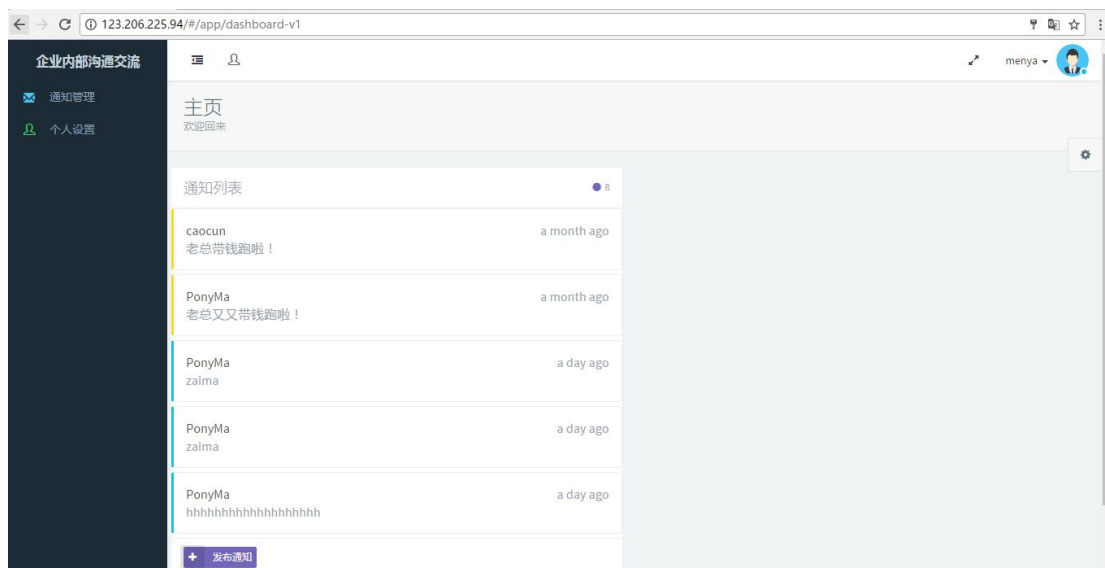 123.206.225.94/#/app/dashboard-v1
企业内部沟通交流
menya
通知管理
个人设置
主页
欢迎回来
通知列表
8
caocun
a month ago
老总带钱跑啦！
PonyMa
a month ago
老总又又带钱跑啦！
PonyMa
a day ago
zaima
PonyMa
a day ago
zaima
PonyMa
a day ago
hhhhhhhhhhhhhhhhhhh
发布通知